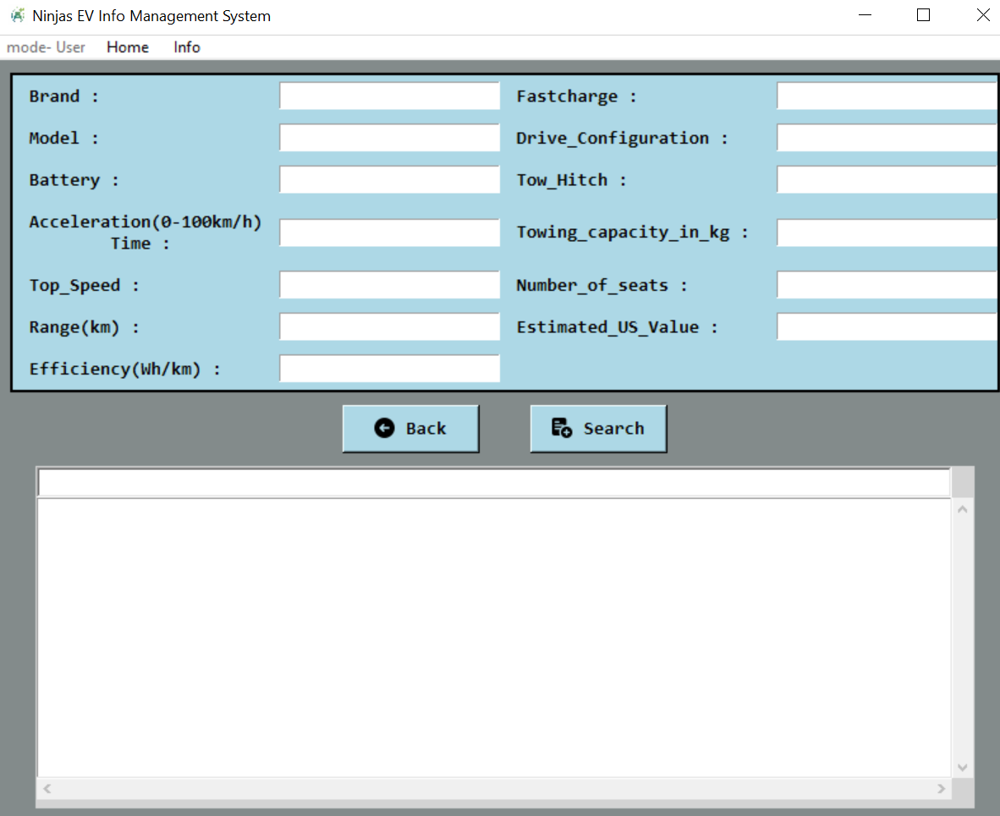 Ninjas EV Info Management System
mode- User Home Info
Brand : Fastcharge :
Model : Drive_Configuration :
Battery : Tow_Hitch :
Acceleration(0-100km/h)
Time : Towing_capacity_in_kg :
Top_Speed : Number_of_seats :
Range(km) : Estimated_US_Value :
Efficiency(Wh/km) :
Back Search